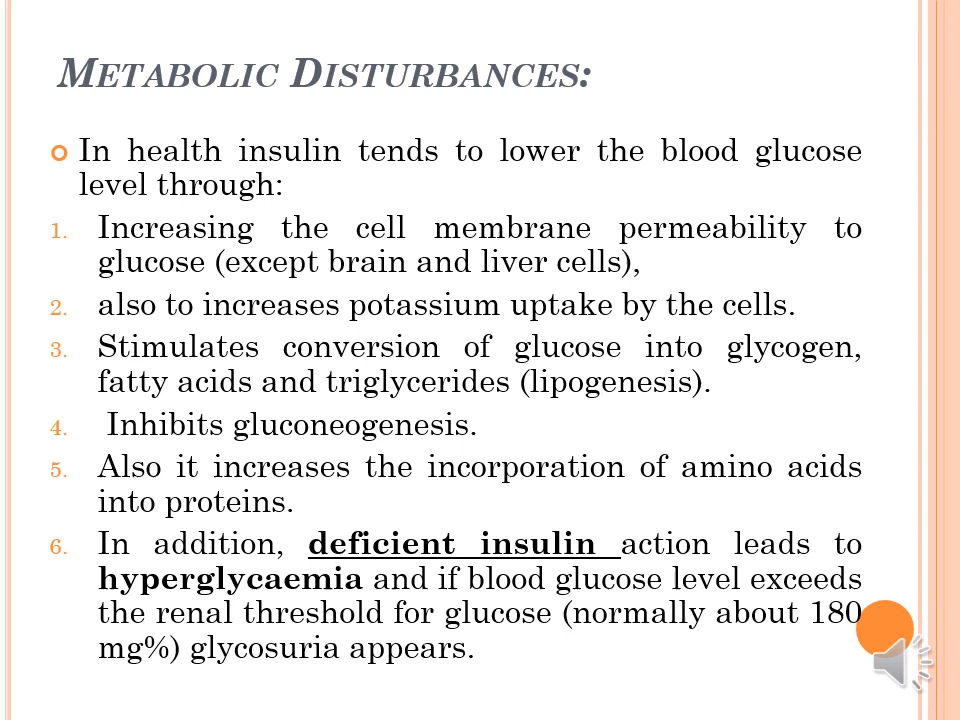 METABOLIC DISTURBANCES:
In health insulin tends to lower the blood glucose
level through:
1. Increasing the cell membrane permeability to
glucose (except brain and liver cells),
2. also to increases potassium uptake by the cells.
3. Stimulates conversion of glucose into glycogen,
fatty acids and triglycerides (lipogenesis).
4. Inhibits gluconeogenesis.
5. Also it increases the incorporation of amino acids
into proteins.
6. In addition, deficient insulin action leads to
hyperglycaemia and if blood glucose level exceeds
the renal threshold for glucose (normally about 180
mg%) glycosuria appears.